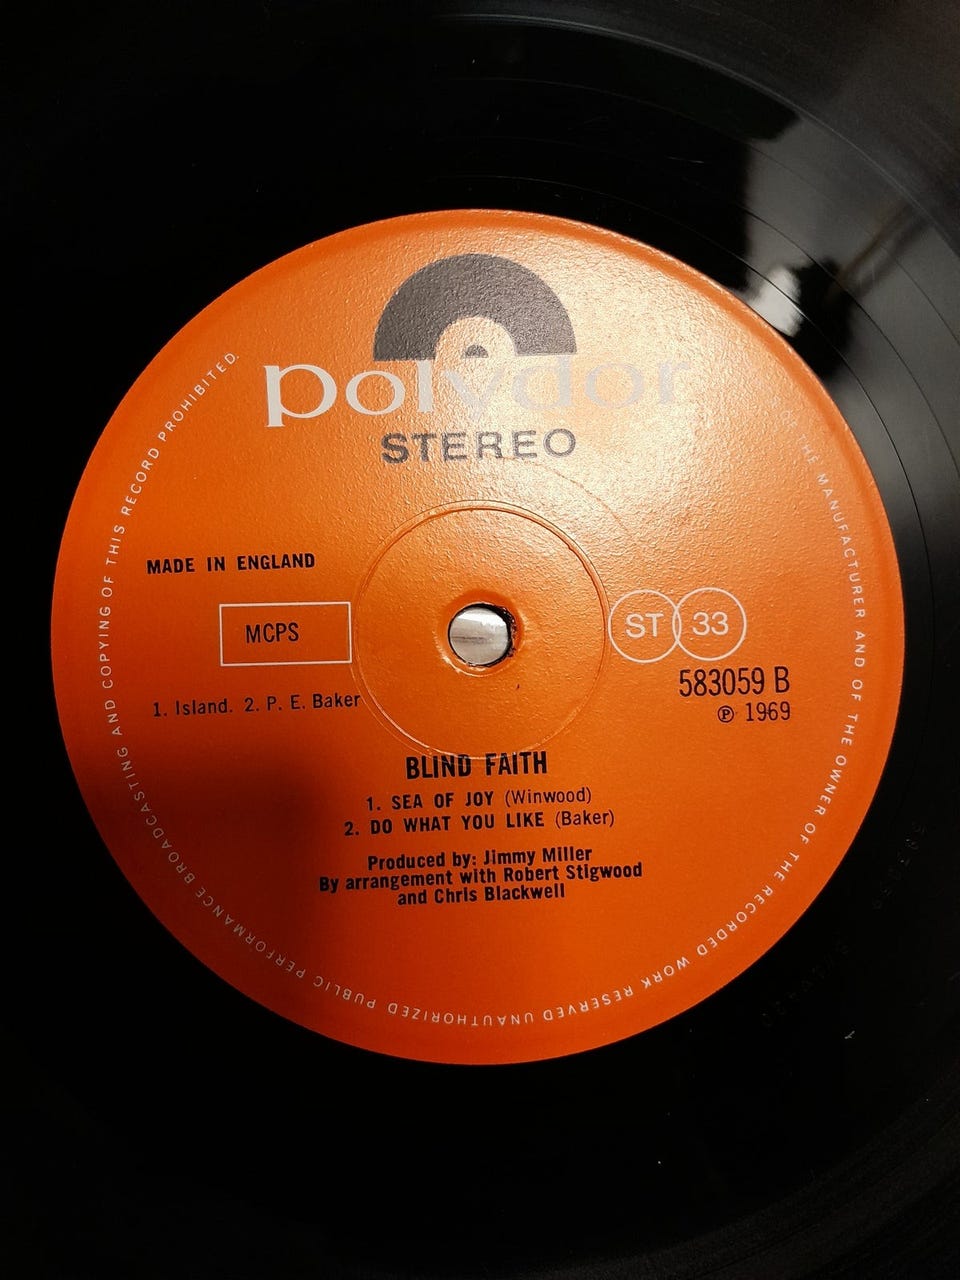 polydor
STEREO
MADE IN ENGLAND
MCPS
ST 33
583059 B
℗ 1969
1. Island. 2. P. E. Baker
BLIND FAITH
1. SEA OF JOY (Winwood)
2. DO WHAT YOU LIKE (Baker)
Produced by: Jimmy Miller
By arrangement with Robert Stigwood
and Chris Blackwell
OF THE MANUFACTURER AND OF THE OWNER OF THE RECORDED WORK RESERVED UNAUTHORIZED PUBLIC PERFORMANCE BROADCASTING AND COPYING OF THIS RECORD PROHIBITED.